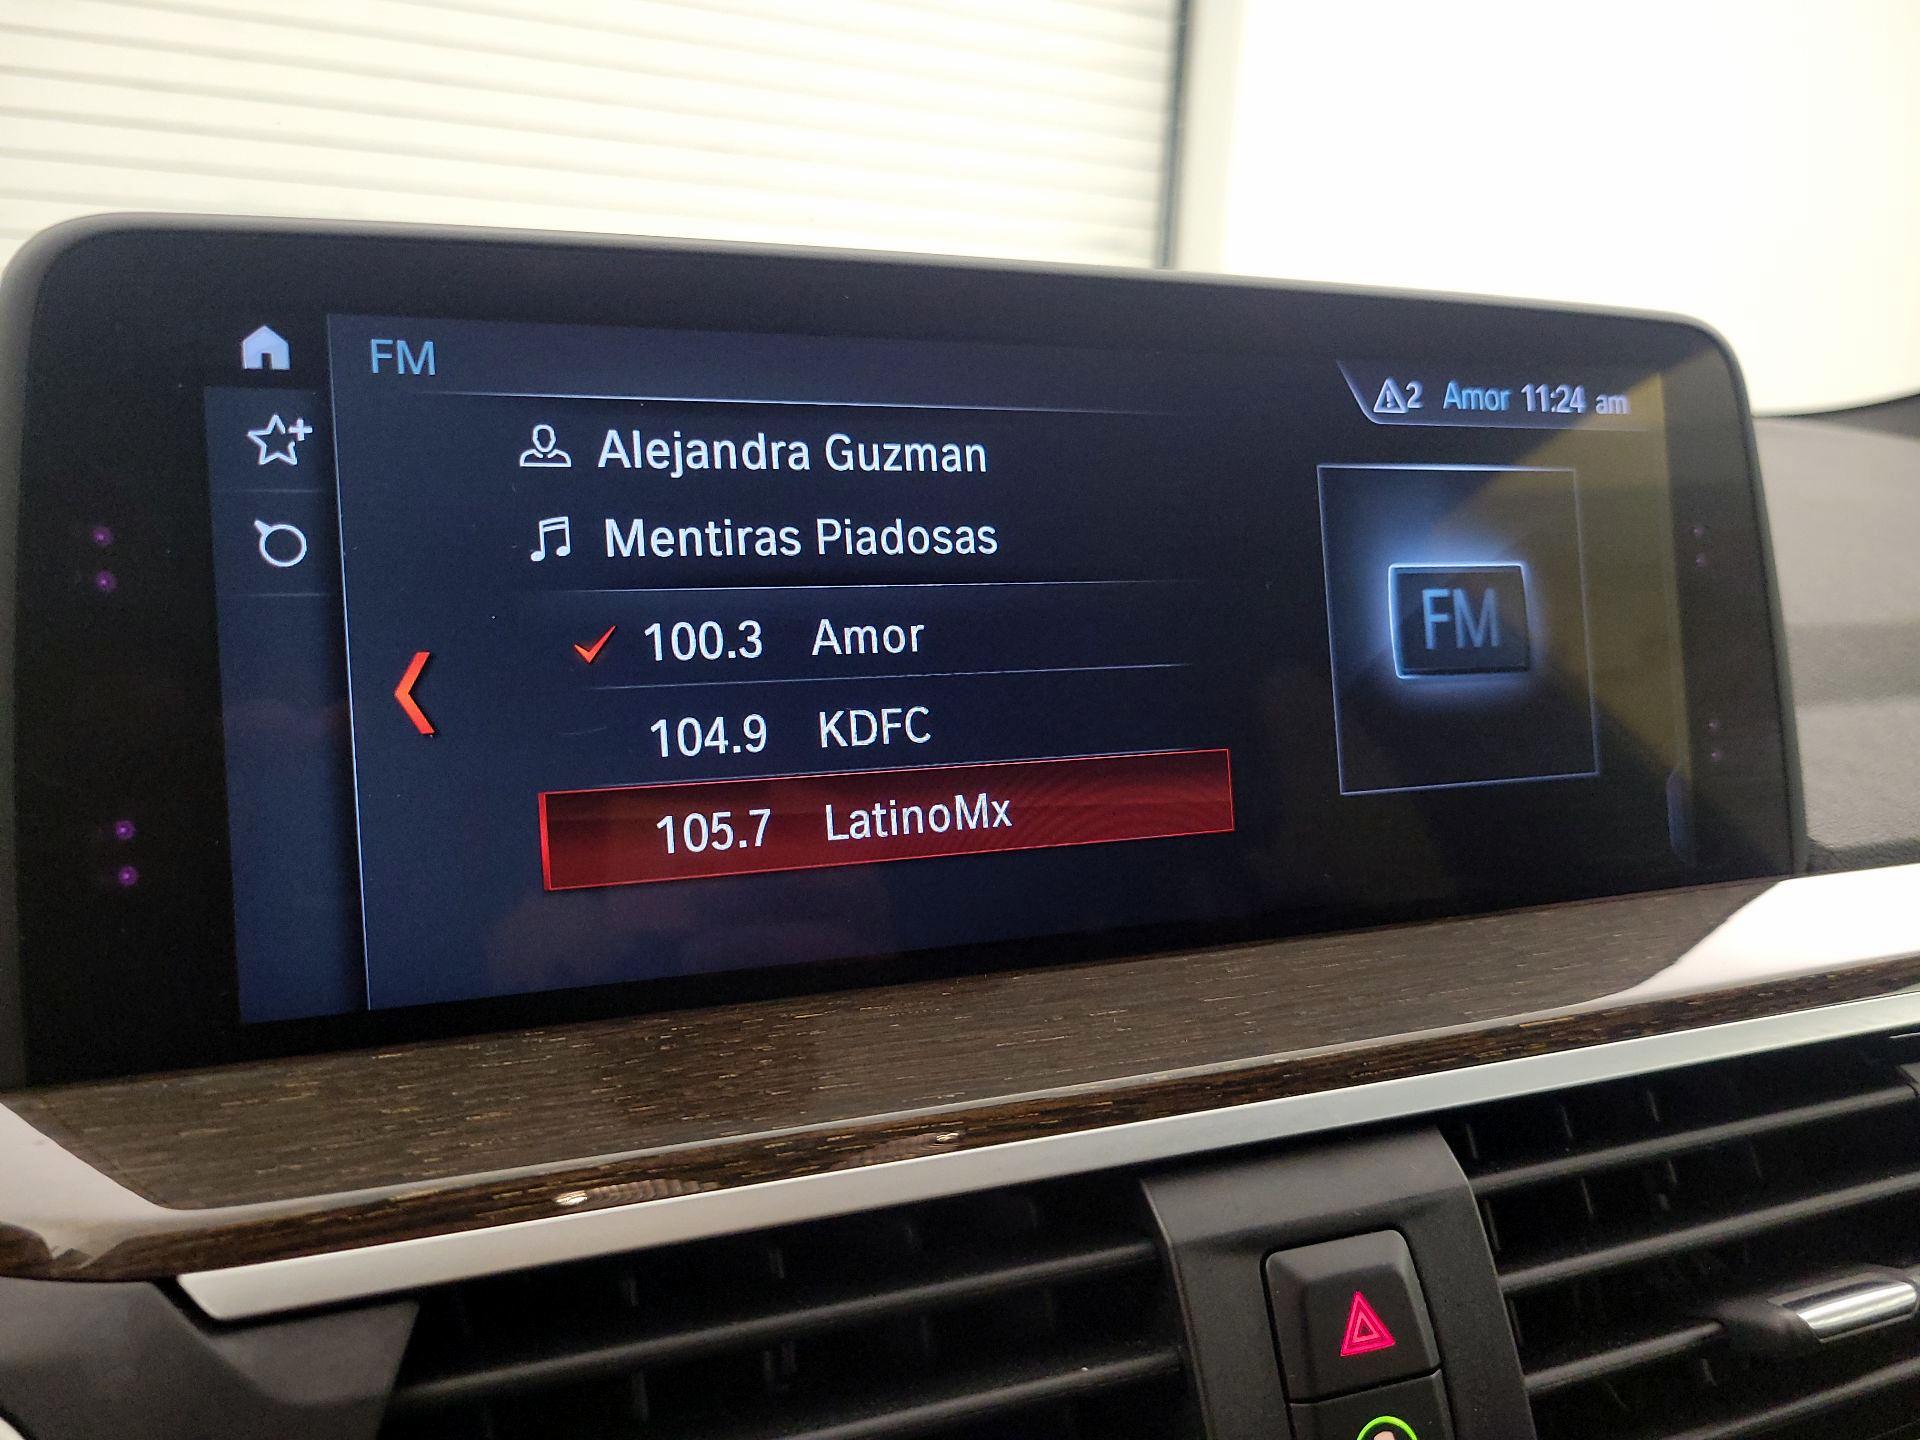 FM
2 Amor 11:24 am
Alejandra Guzman
Mentiras Piadosas
100.3 Amor
104.9 KDFC
105.7 LatinoMx
FM